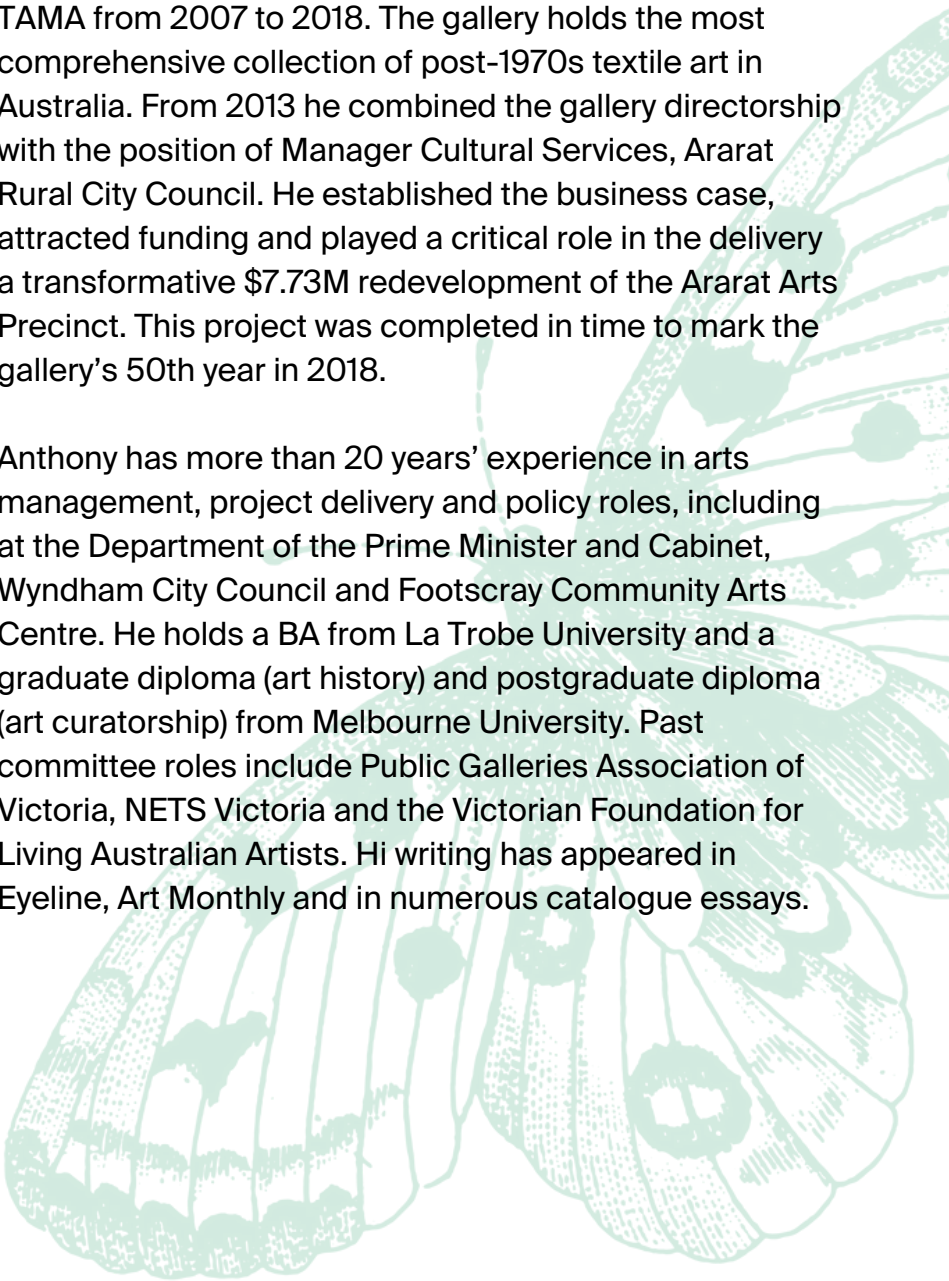 TAMA from 2007 to 2018. The gallery holds the most
comprehensive collection of post-1970s textile art in
Australia. From 2013 he combined the gallery directorship
with the position of Manager Cultural Services, Ararat
Rural City Council. He established the business case,
attracted funding and played a critical role in the delivery
a transformative $7.73M redevelopment of the Ararat Arts
Precinct. This project was completed in time to mark the
gallery’s 50th year in 2018.
Anthony has more than 20 years’ experience in arts
management, project delivery and policy roles, including
at the Department of the Prime Minister and Cabinet,
Wyndham City Council and Footscray Community Arts
Centre. He holds a BA from La Trobe University and a
graduate diploma (art history) and postgraduate diploma
(art curatorship) from Melbourne University. Past
committee roles include Public Galleries Association of
Victoria, NETS Victoria and the Victorian Foundation for
Living Australian Artists. Hi writing has appeared in
Eyeline, Art Monthly and in numerous catalogue essays.